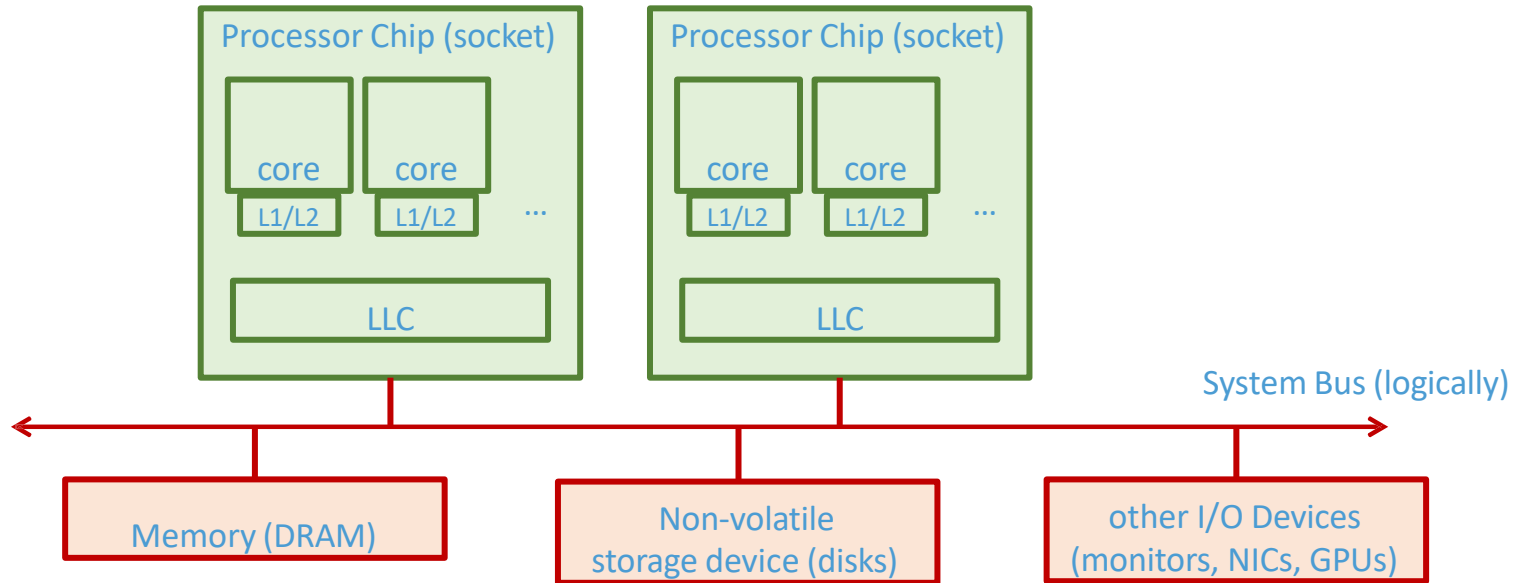 Processor Chip (socket)
Processor Chip (socket)
core
core
core
core
L1/L2
L1/L2
...
L1/L2
L1/L2
...
LLC
LLC
System Bus (logically)
Memory (DRAM)
Non-volatile
storage device (disks)
other I/O Devices
(monitors, NICs, GPUs)